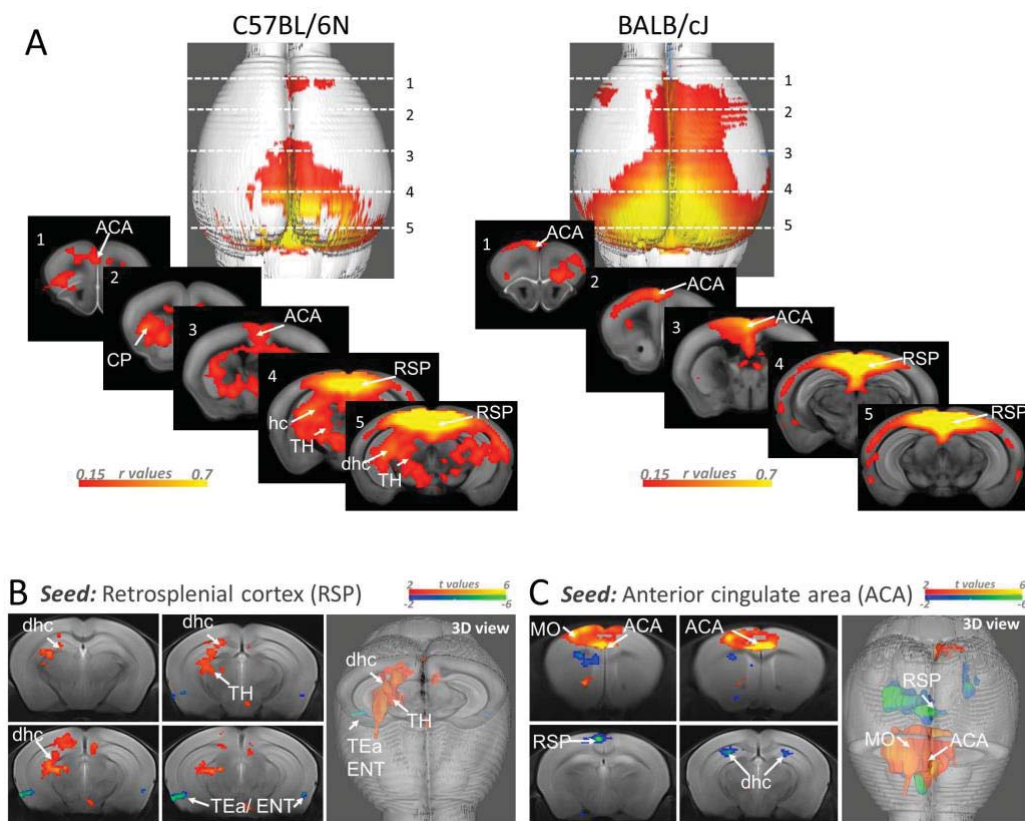 A
C57BL/6N
BALB/cJ
1
2
3
4
5
1
2
3
4
5
1
ACA
2
CP
3
ACA
4
RSP
hc
TH
5
RSP
dhc
TH
0.15 r values 0.7
1
ACA
2
ACA
3
ACA
4
RSP
5
RSP
0.15 r values 0.7
B Seed: Retrosplenial cortex (RSP)
2 t values 6
-2 -6
dhc
dhc
TH
dhc
TEa/ ENT
3D view
dhc
TH
TEa
ENT
C Seed: Anterior cingulate area (ACA)
2 t values 6
-2 -6
MO
ACA
ACA
RSP
dhc
3D view
RSP
MO
ACA